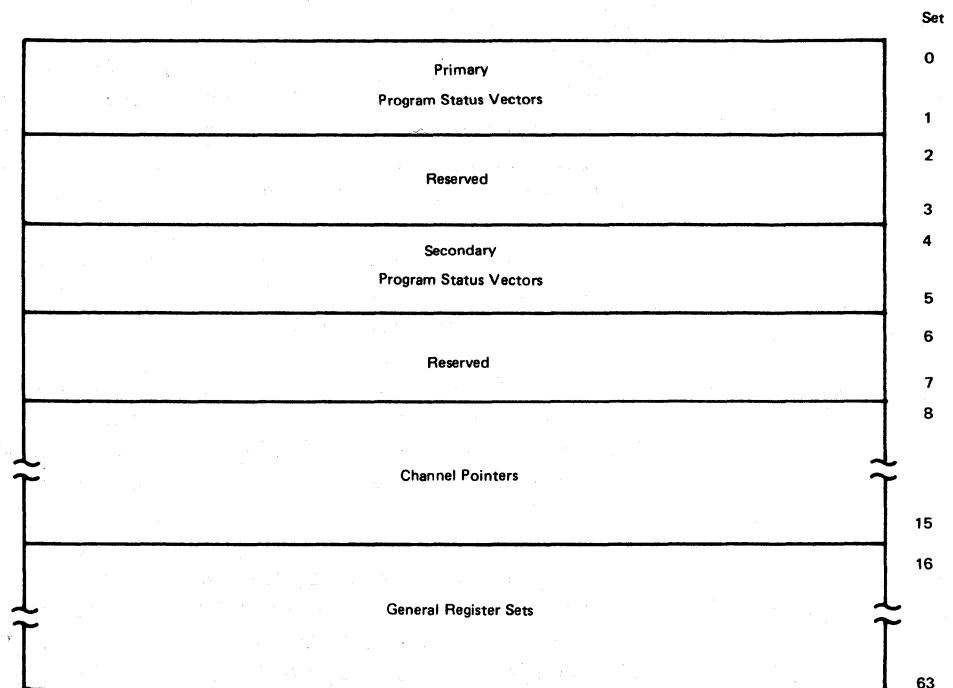 Set
0
Primary
Program Status Vectors
1
2
Reserved
3
4
Secondary
Program Status Vectors
5
6
Reserved
7
8
Channel Pointers
15
16
General Register Sets
63